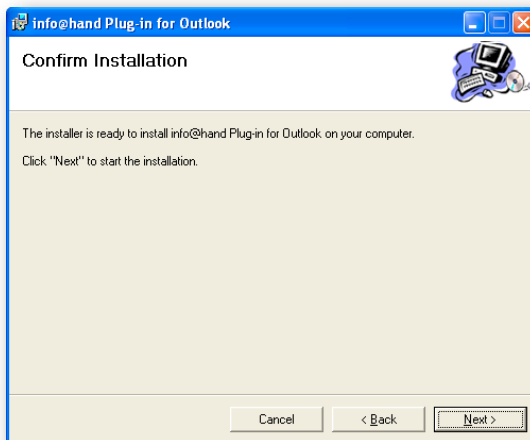 info@hand Plug-in for Outlook
Confirm Installation
The installer is ready to install info@hand Plug-in for Outlook on your computer.
Click "Next" to start the installation.
Cancel
< Back
Next >